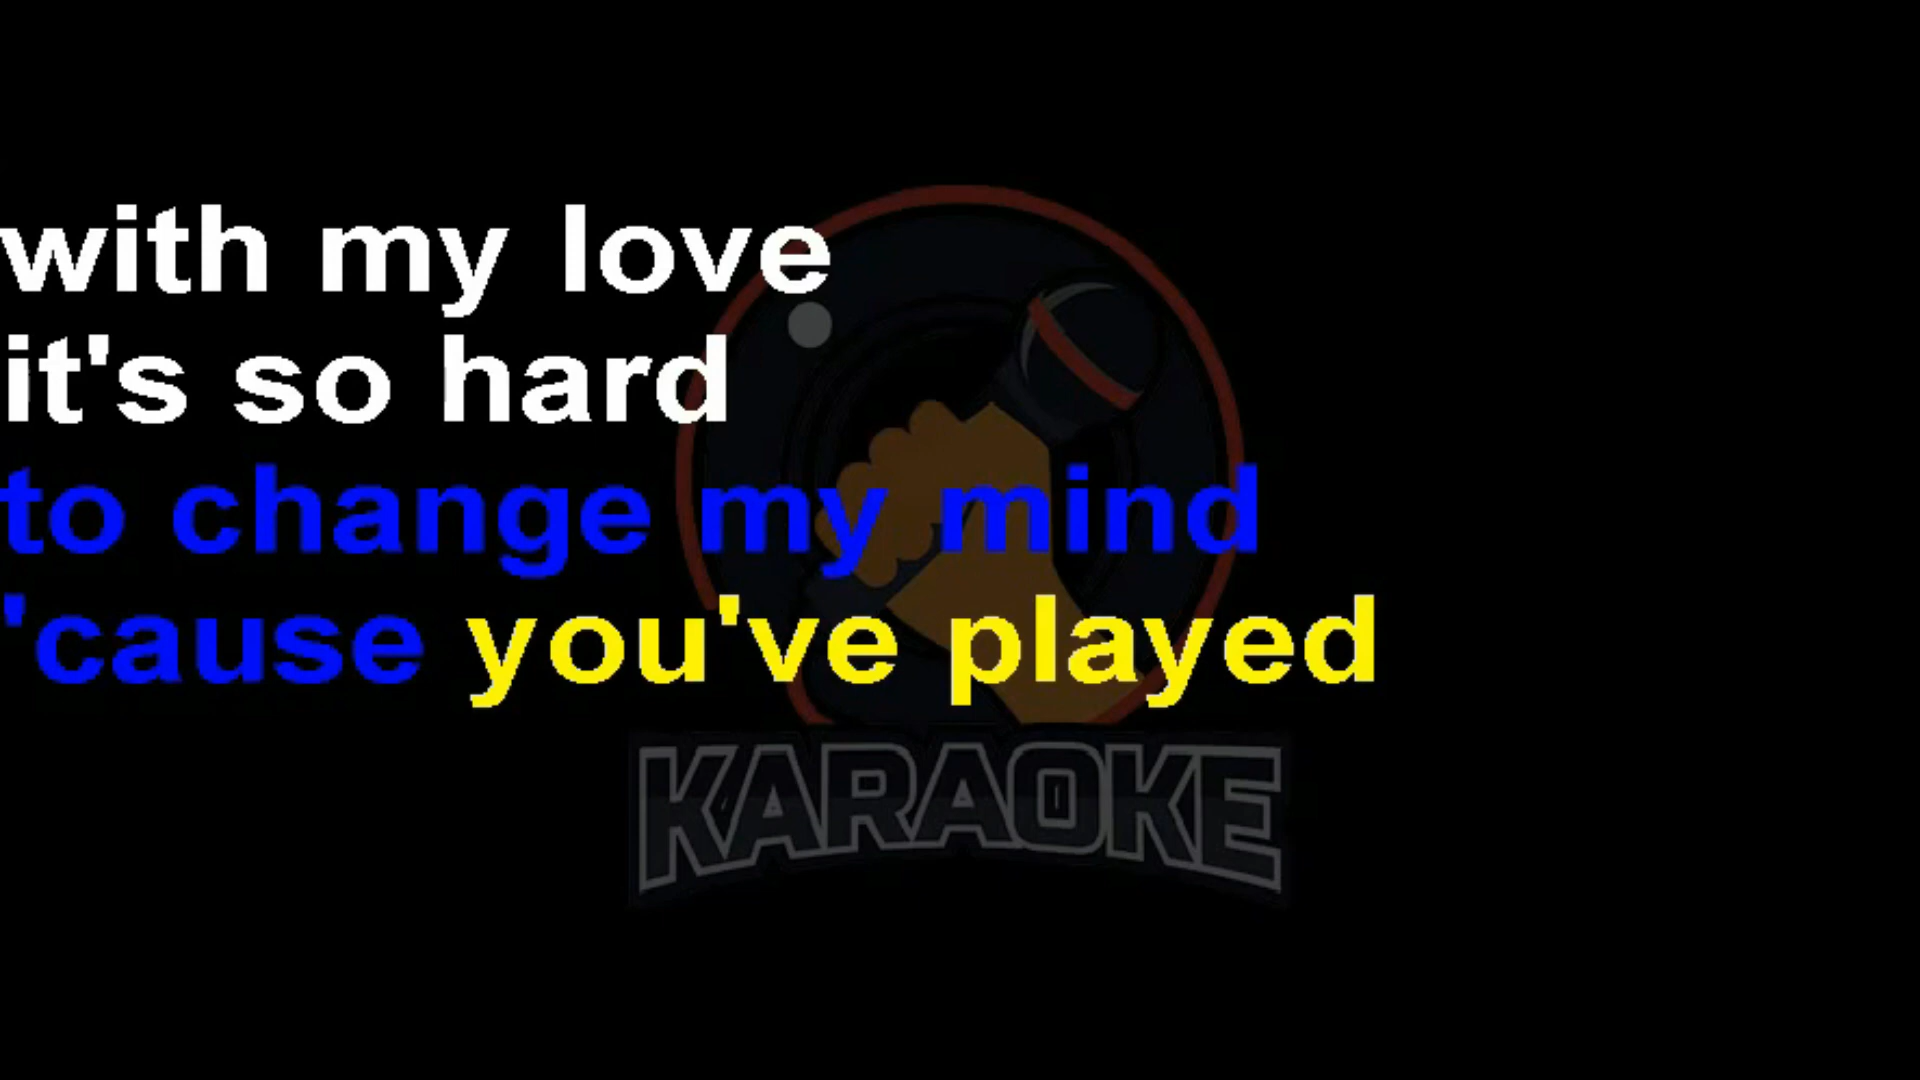 with my love
it's so hard
to change my mind
'cause you've played
KARAOKE